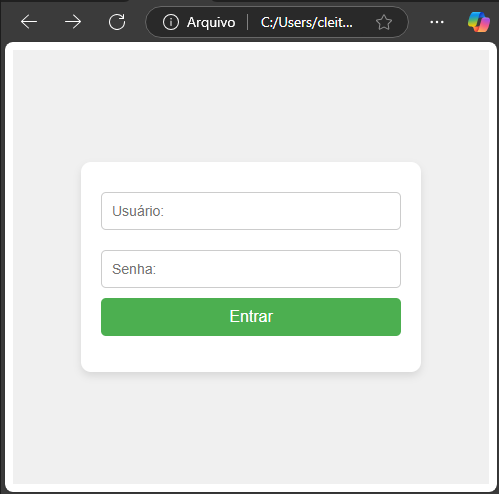 Arquivo | C:/Users/cleit...
Usuário:
Senha:
Entrar